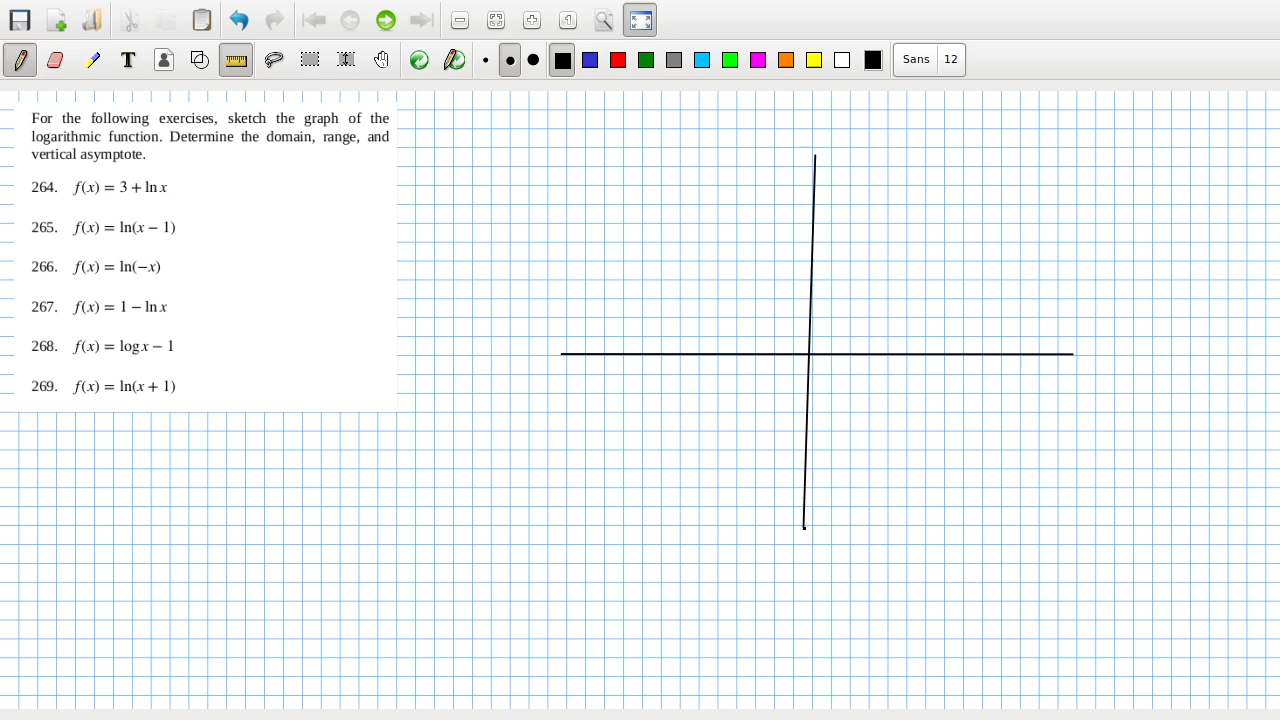 T
Sans 12
For the following exercises, sketch the graph of the
logarithmic function. Determine the domain, range, and
vertical asymptote.
264. f(x) = 3 + ln x
265. f(x) = ln(x − 1)
266. f(x) = ln(−x)
267. f(x) = 1 − ln x
268. f(x) = log x − 1
269. f(x) = ln(x + 1)